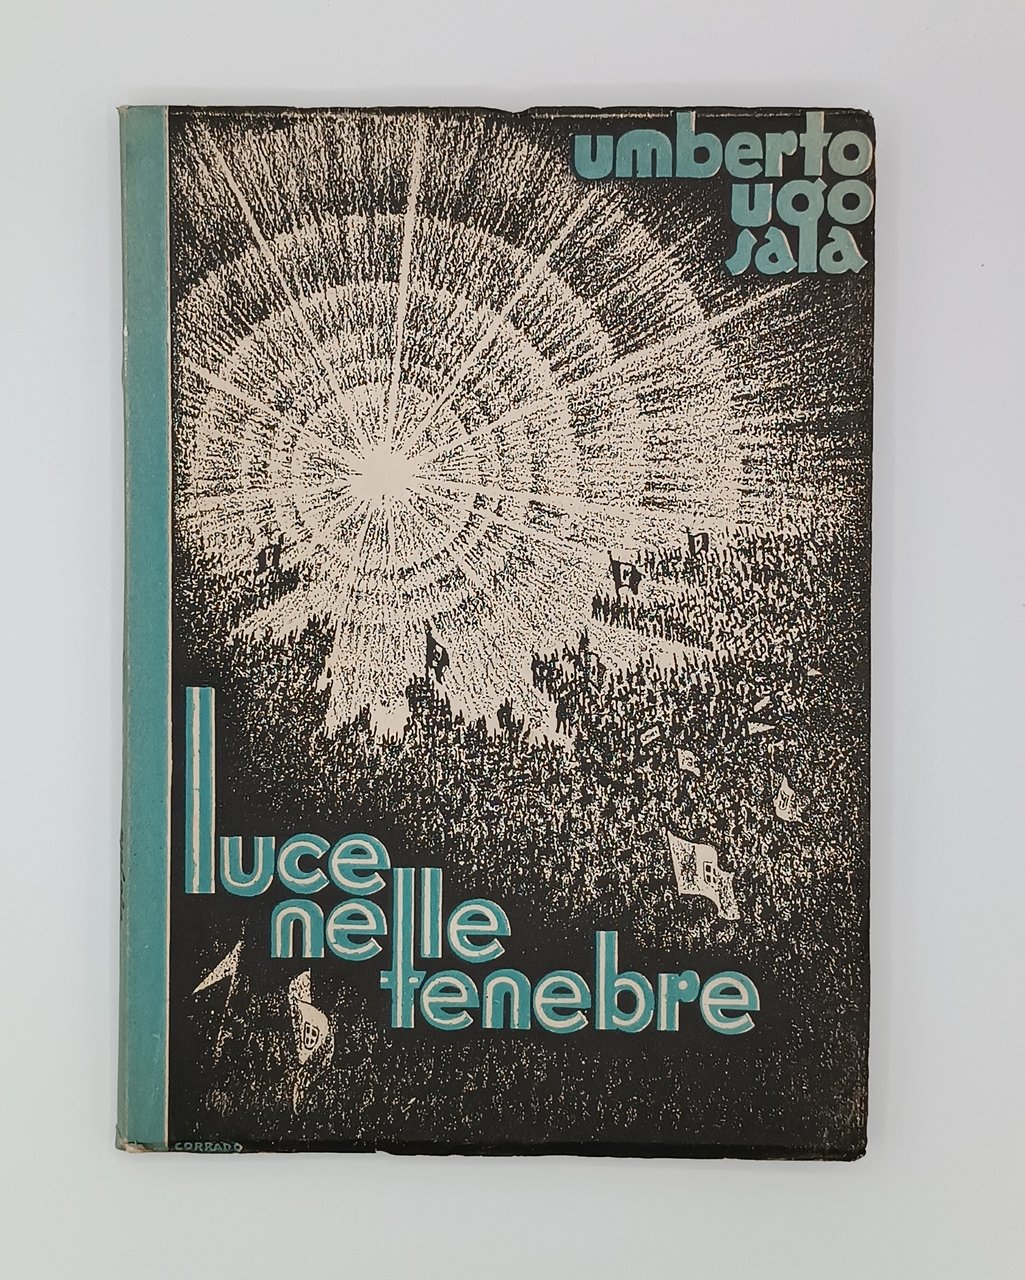 umberto
ugo
sala
luce
nelle
tenebre
CORRADO